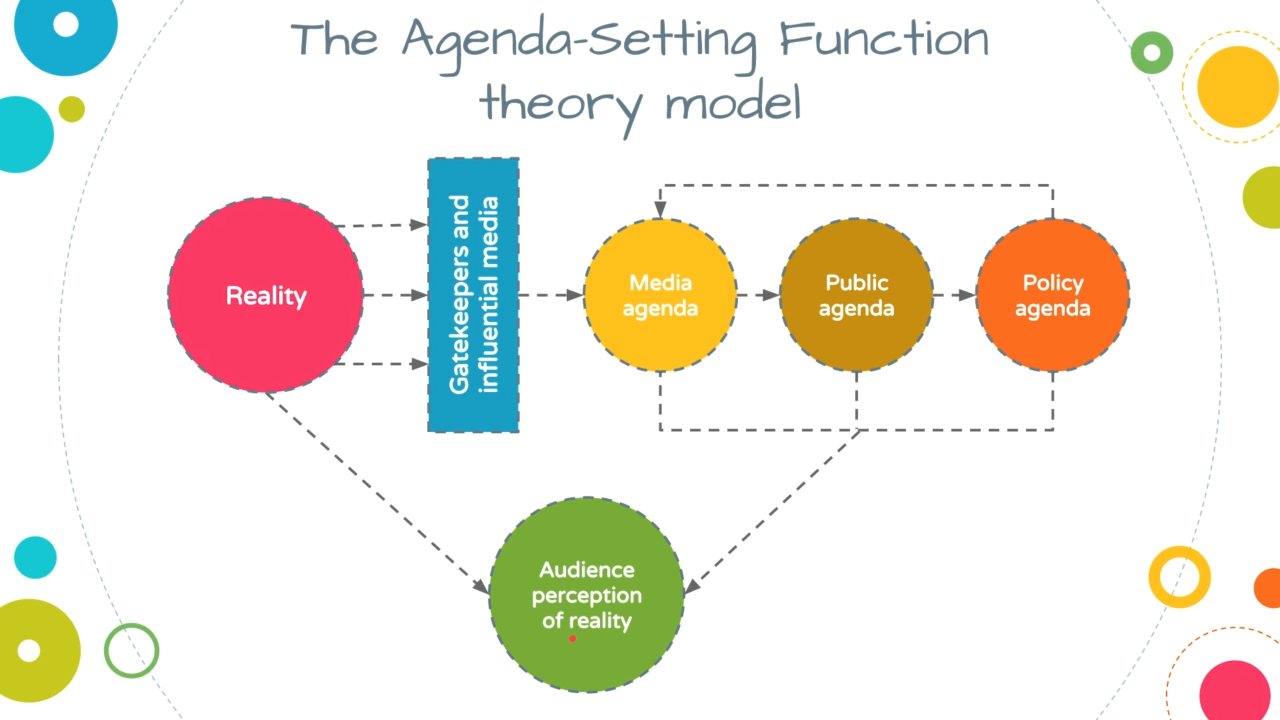 The Agenda-Setting Function
theory model
Reality
Gatekeepers and
influential media
Media
agenda
Public
agenda
Policy
agenda
Audience
perception
of reality